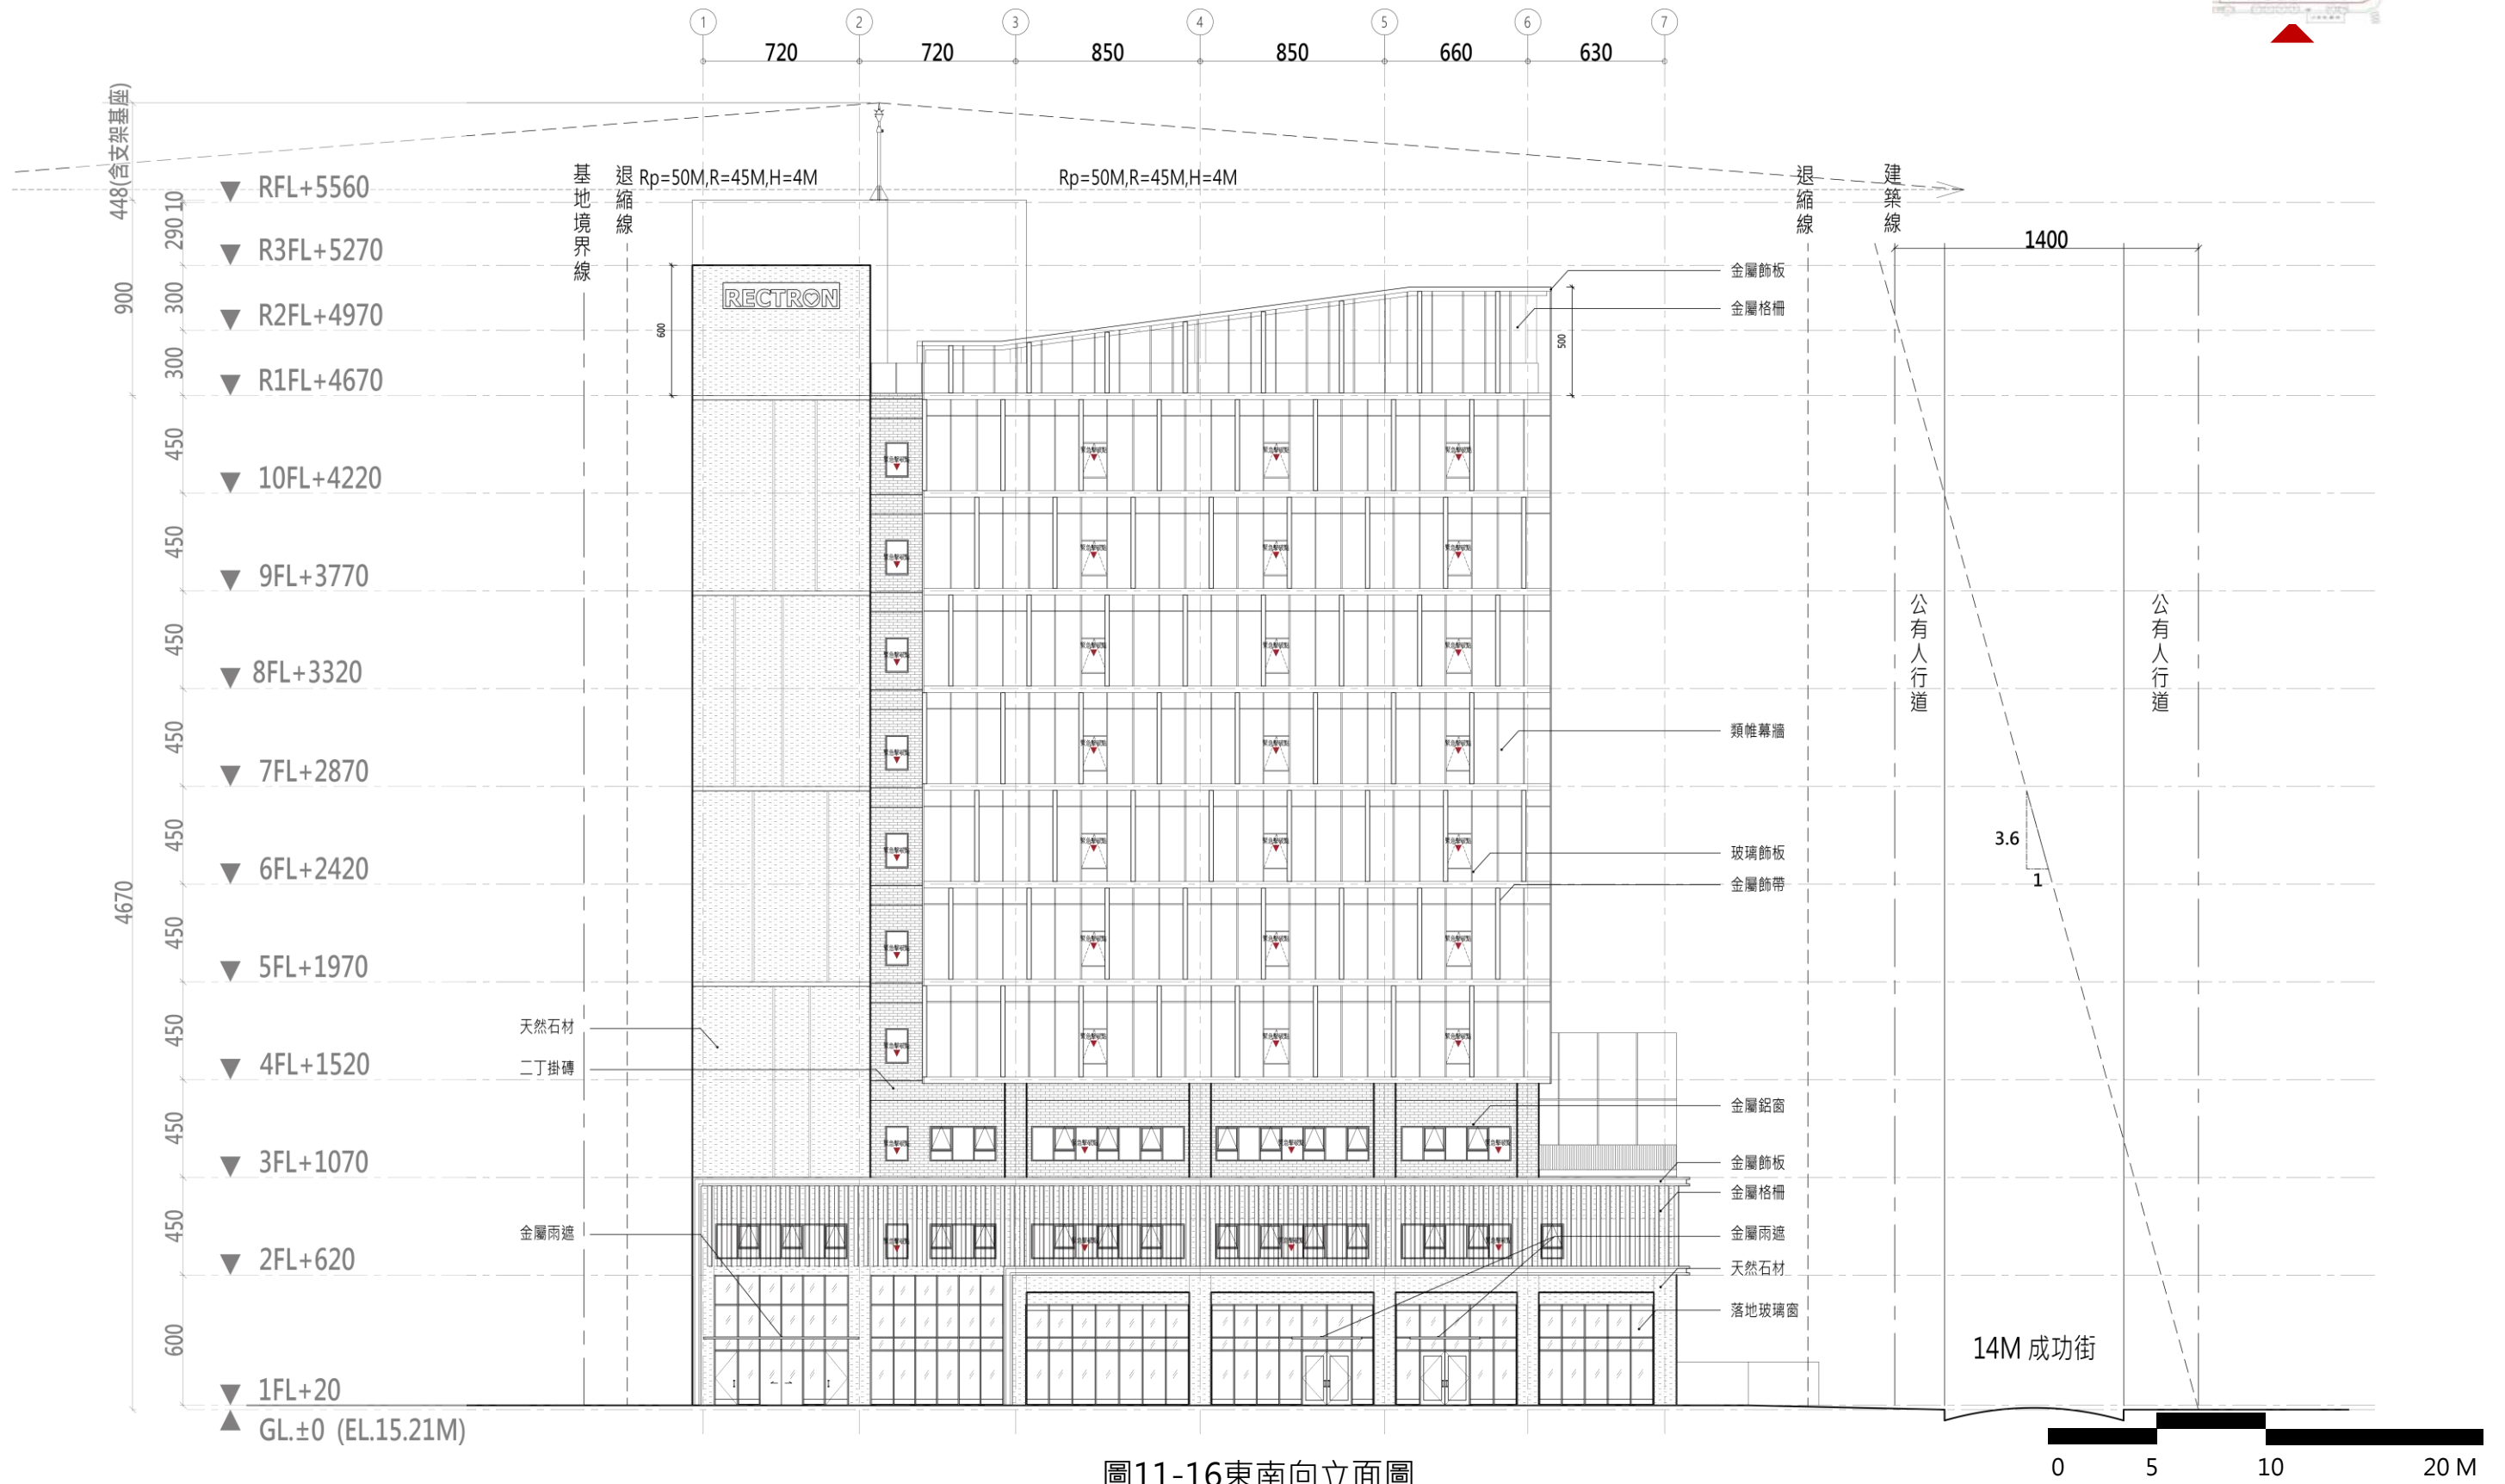 1 2 3 4 5 6 7
720 720 850 850 660 630
448(含支架基座)
RFL+5560
10
290
R3FL+5270
900
300
R2FL+4970
300
R1FL+4670
450
10FL+4220
450
9FL+3770
450
8FL+3320
450
7FL+2870
450
6FL+2420
4670
450
5FL+1970
450
4FL+1520
450
3FL+1070
450
2FL+620
600
1FL+20
GL.±0 (EL.15.21M)
基地境界線
退縮線
Rp=50M,R=45M,H=4M
Rp=50M,R=45M,H=4M
退縮線
建築線
1400
RECTRON
600
500
金屬飾板
金屬格柵
公有人行道
公有人行道
類帷幕牆
3.6
1
玻璃飾板
金屬飾帶
天然石材
二丁掛磚
金屬雨遮
金屬鋁窗
金屬飾板
金屬格柵
金屬雨遮
天然石材
落地玻璃窗
14M 成功街
0 5 10 20 M
圖11-16東南向立面圖